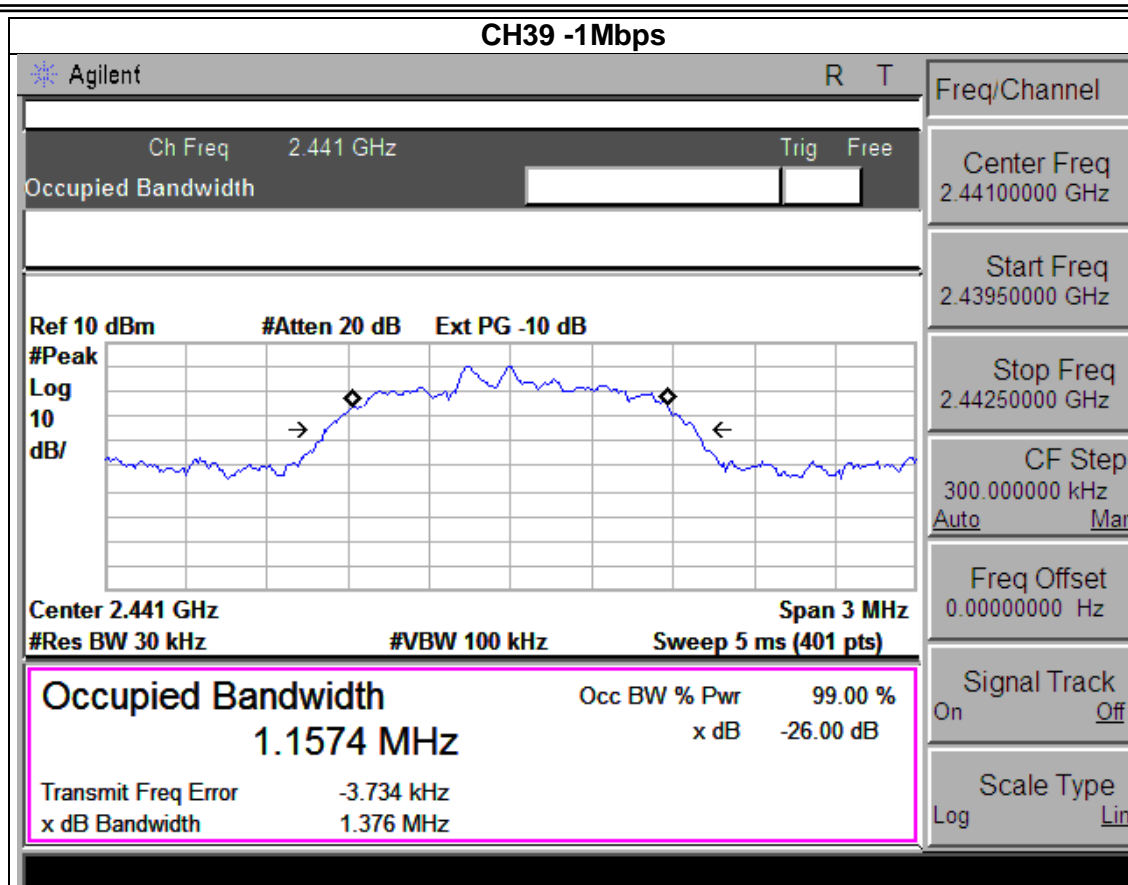 CH39 -1Mbps
Agilent R T
Ch Freq 2.441 GHz Trig Free
Occupied Bandwidth
Ref 10 dBm #Atten 20 dB Ext PG -10 dB
#Peak
Log
10
dB/
Center 2.441 GHz Span 3 MHz
#Res BW 30 kHz #VBW 100 kHz Sweep 5 ms (401 pts)
Occupied Bandwidth
1.1574 MHz
Occ BW % Pwr 99.00 %
x dB -26.00 dB
Transmit Freq Error -3.734 kHz
x dB Bandwidth 1.376 MHz
Freq/Channel
Center Freq
2.44100000 GHz
Start Freq
2.43950000 GHz
Stop Freq
2.44250000 GHz
CF Step
300.000000 kHz
Auto Man
Freq Offset
0.00000000 Hz
Signal Track
On Off
Scale Type
Log Lin